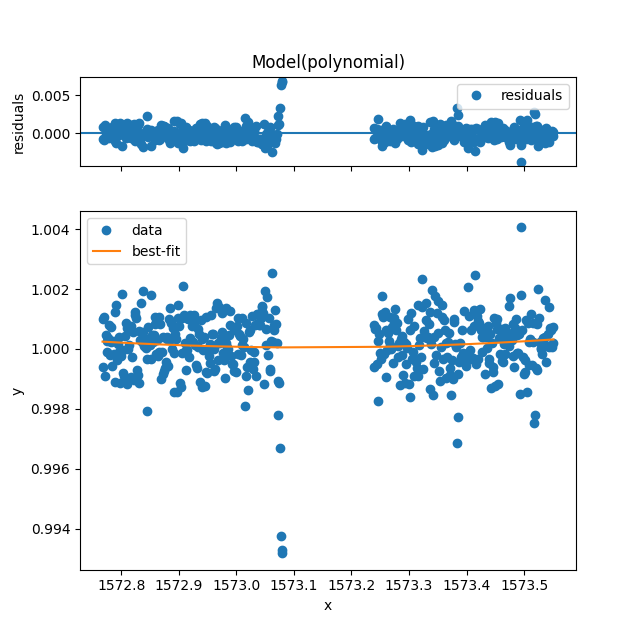 Model(polynomial)
residuals
0.005
0.000
residuals
data
best-fit
y
1.004
1.002
1.000
0.998
0.996
0.994
1572.8 1572.9 1573.0 1573.1 1573.2 1573.3 1573.4 1573.5
x